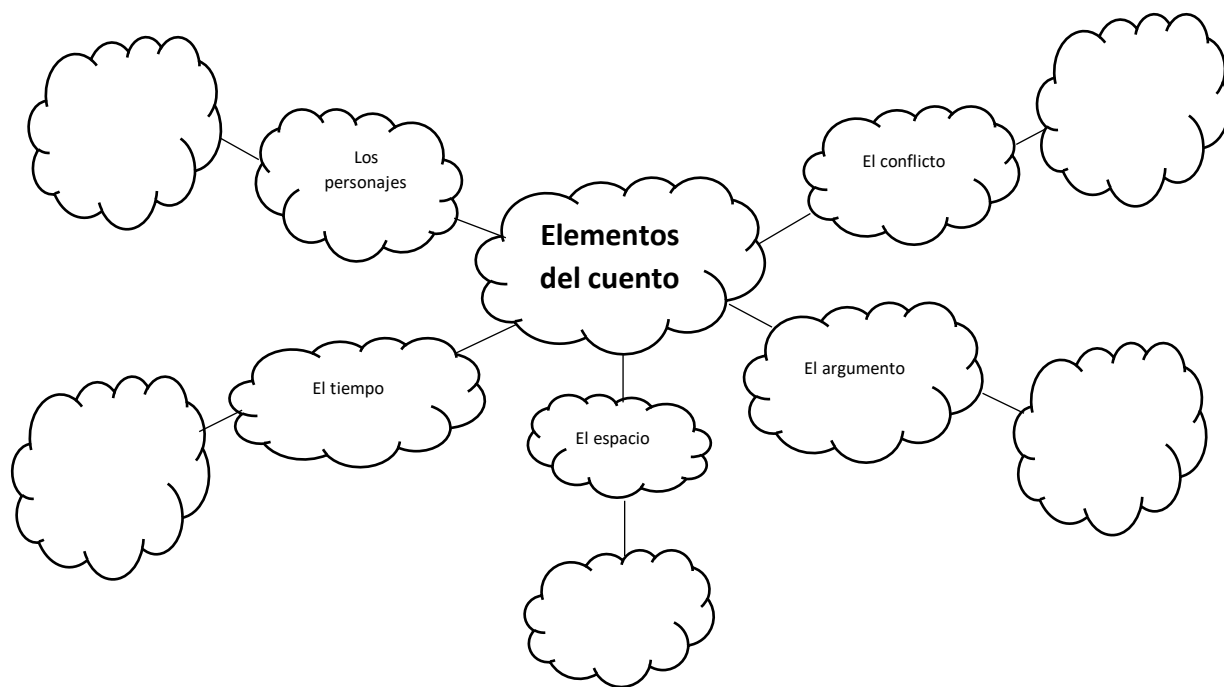 Los
personajes
El conflicto
Elementos
del cuento
El tiempo
El argumento
El espacio